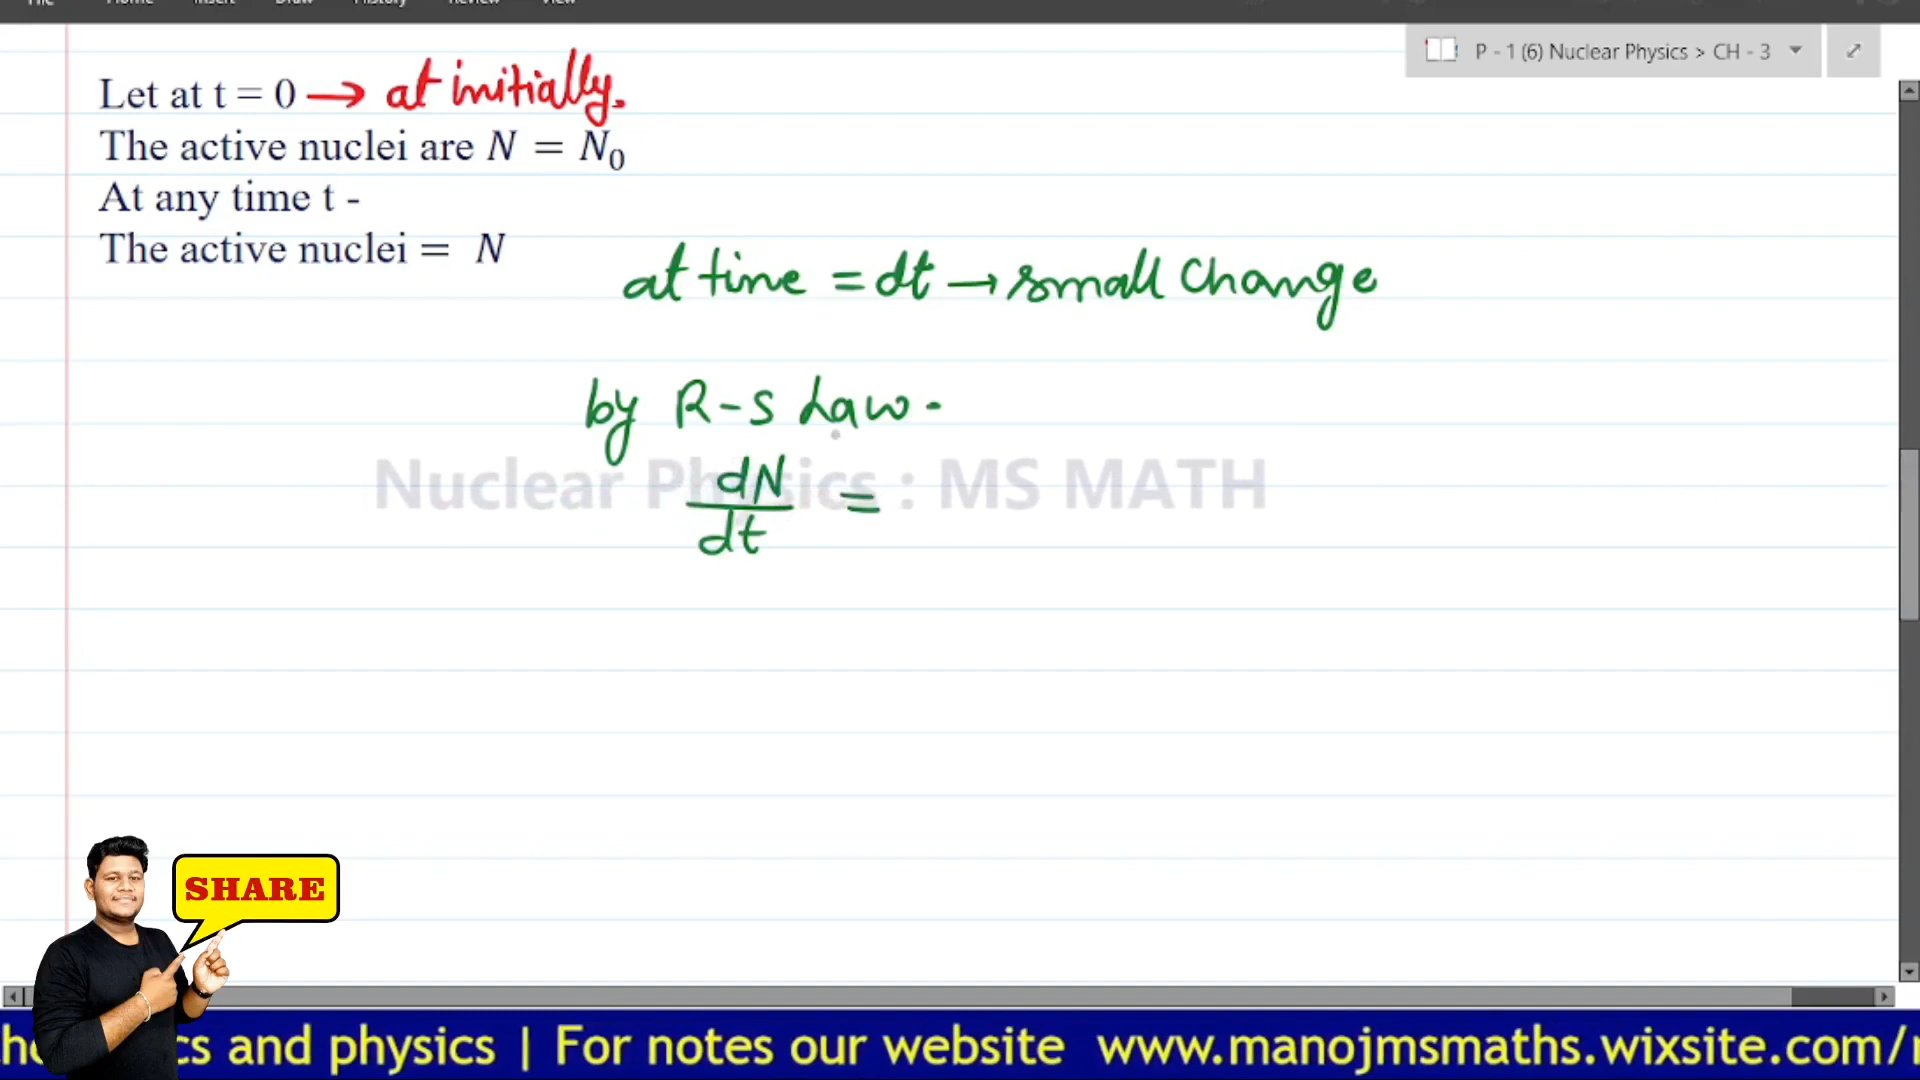 P - 1 (6) Nuclear Physics > CH - 3
Let at t = 0 → at initially.
The active nuclei are N = N₀
At any time t -
The active nuclei = N
at time = dt → small Change
by R-S Law -
Nuclear Physics : MS MATH
dN
dt =
SHARE
cs and physics | For notes our website www.manojmsmaths.wixsite.com/